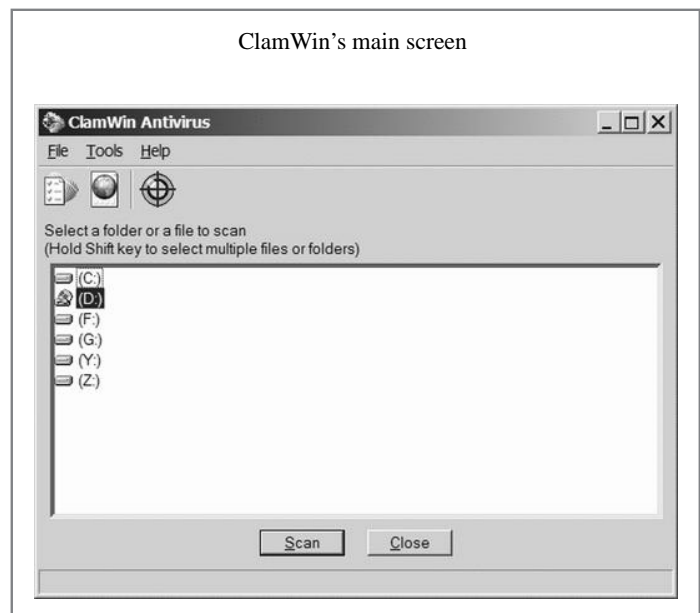 ClamWin's main screen
ClamWin Antivirus
File Tools Help
Select a folder or a file to scan
(Hold Shift key to select multiple files or folders)
(C:)
(D:)
(F:)
(G:)
(Y:)
(Z:)
Scan Close